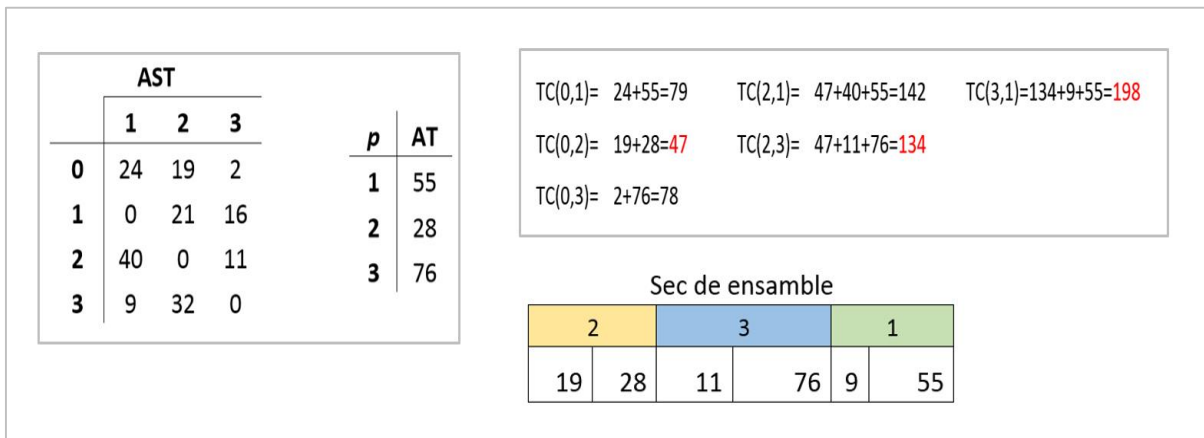 AST
1 2 3
0 24 19 2
1 0 21 16
2 40 0 11
3 9 32 0
p AT
1 55
2 28
3 76
TC(0,1)= 24+55=79 TC(2,1)= 47+40+55=142 TC(3,1)=134+9+55=198
TC(0,2)= 19+28=47 TC(2,3)= 47+11+76=134
TC(0,3)= 2+76=78
Sec de ensamble
2 3 1
19 28 11 76 9 55